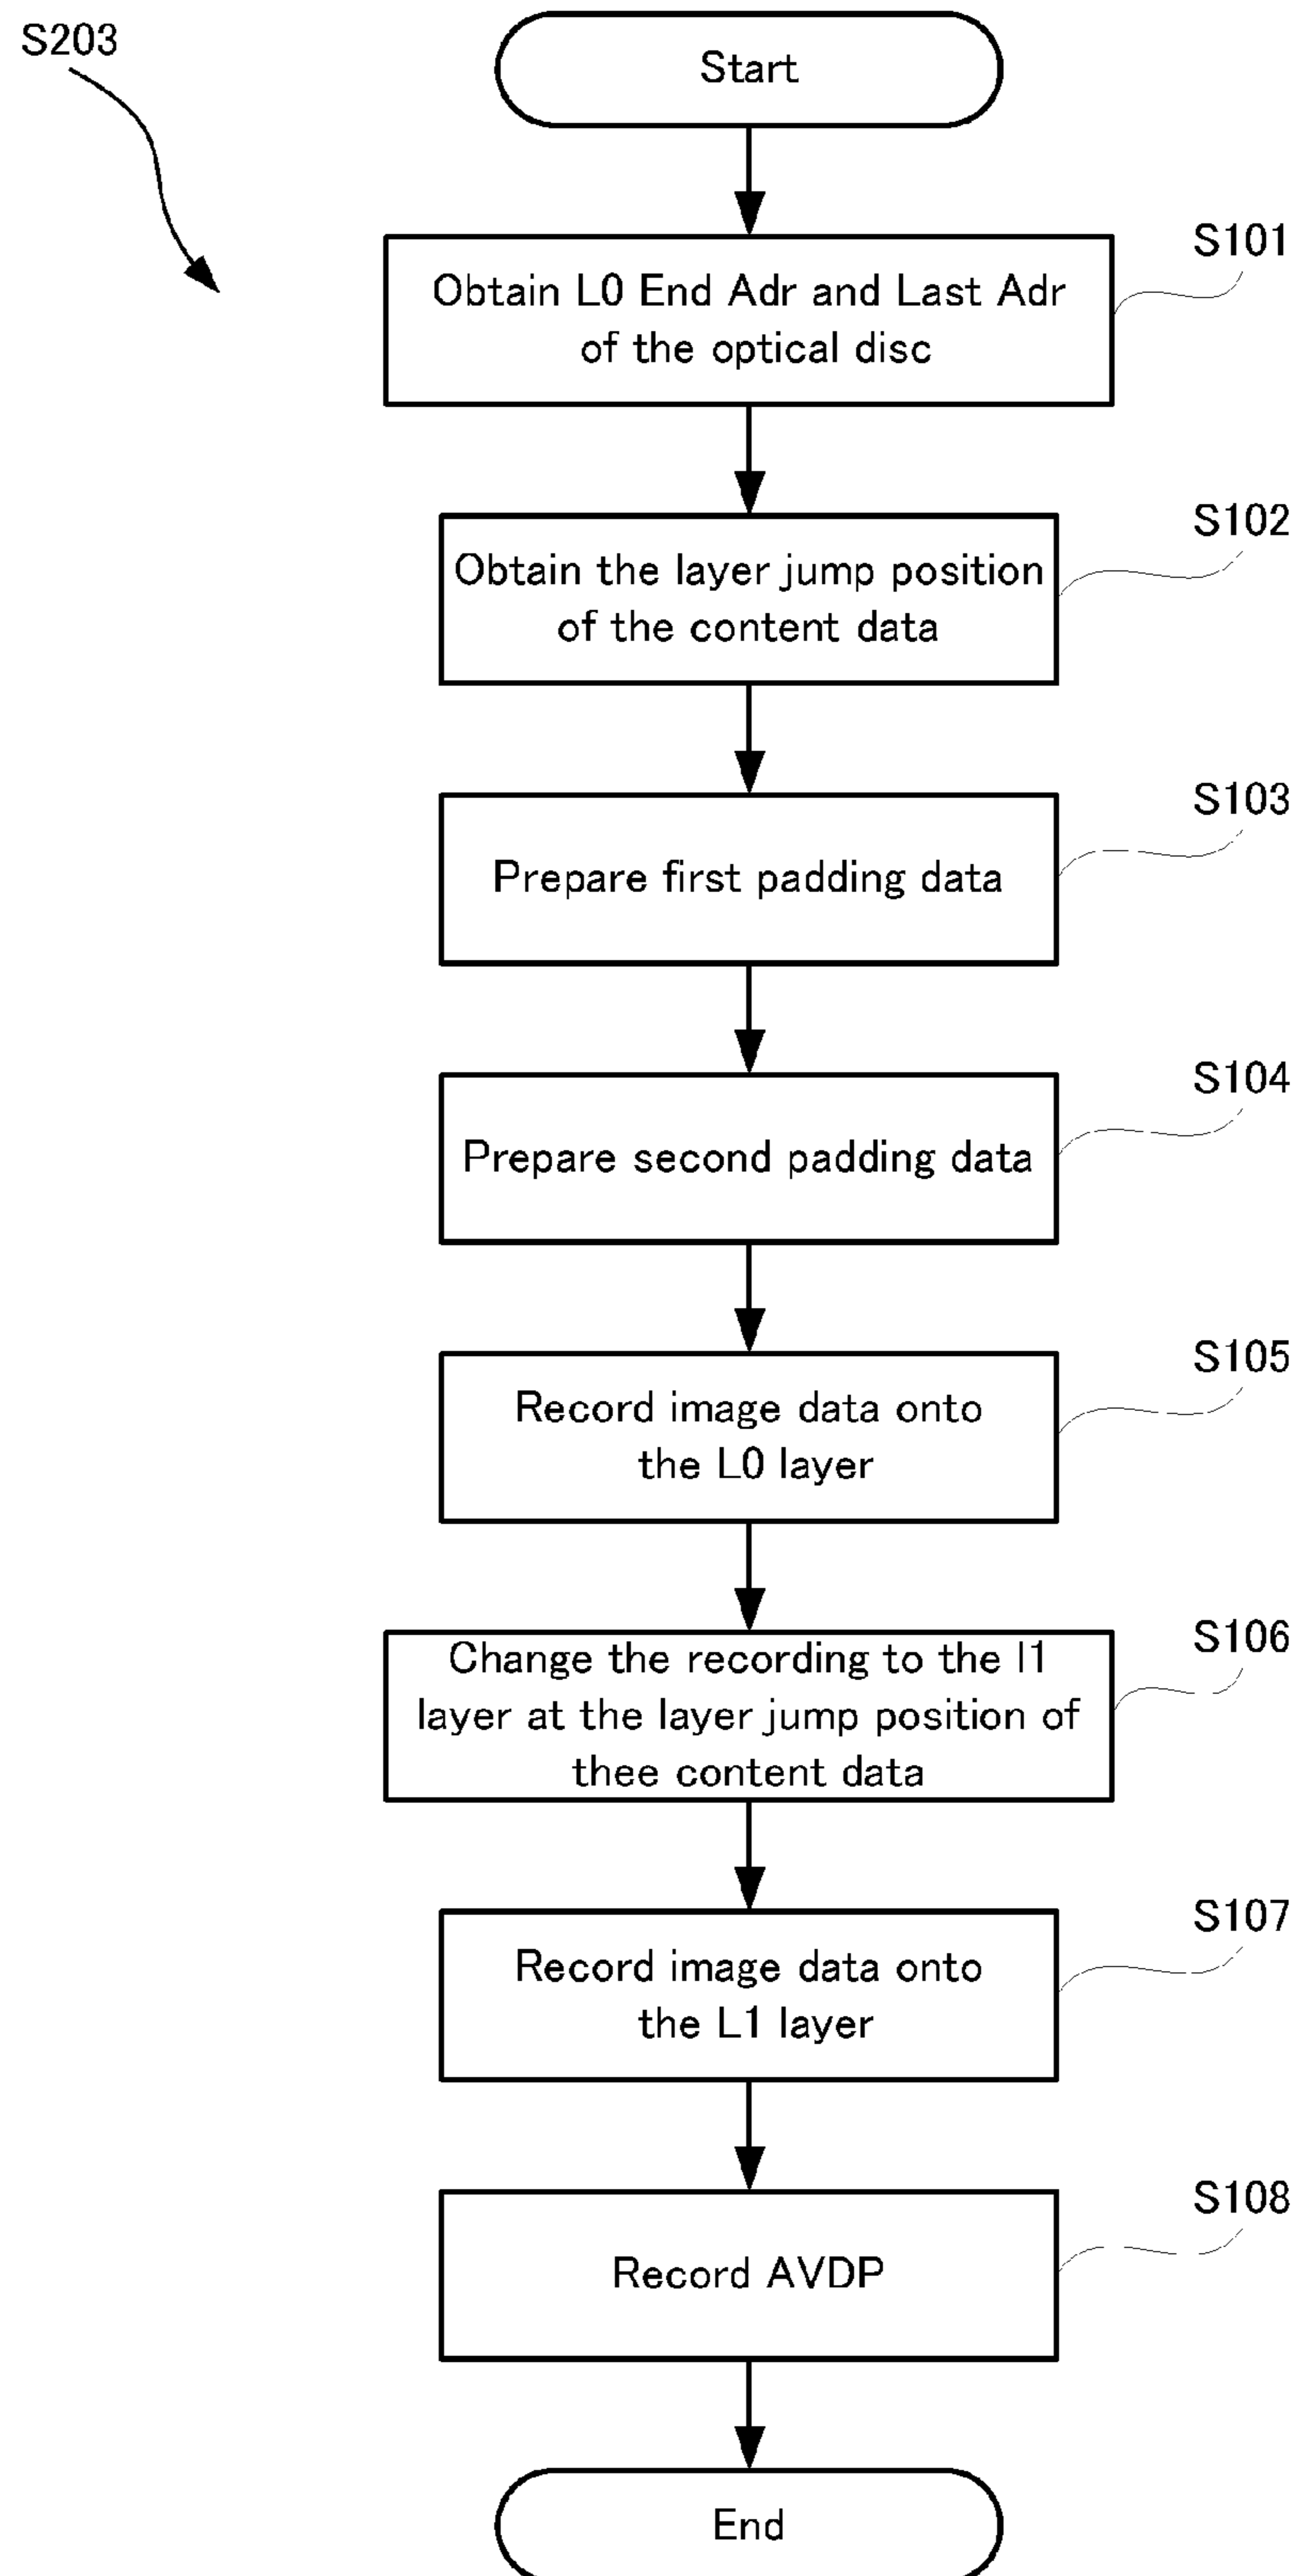 S203
Start
S101
Obtain L0 End Adr and Last Adr
of the optical disc
S102
Obtain the layer jump position
of the content data
S103
Prepare first padding data
S104
Prepare second padding data
S105
Record image data onto
the L0 layer
S106
Change the recording to the l1
layer at the layer jump position of
thee content data
S107
Record image data onto
the L1 layer
S108
Record AVDP
End